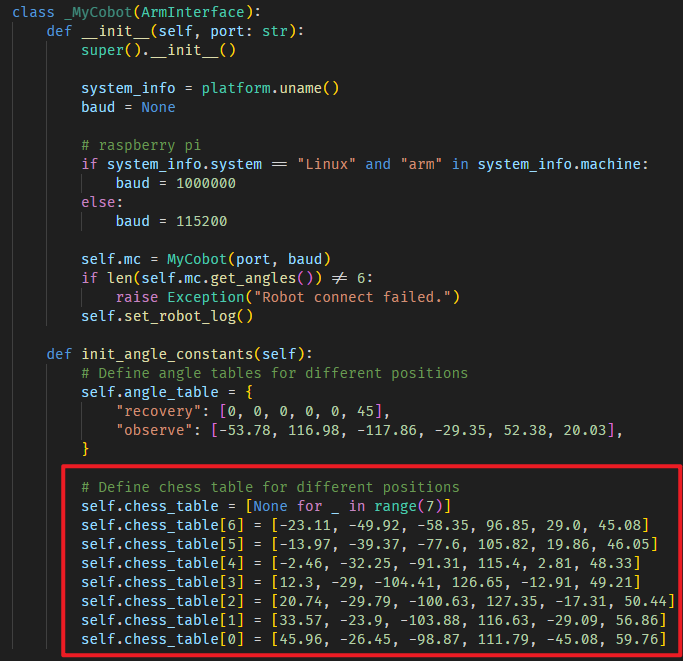 class _MyCobot(ArmInterface):
    def __init__(self, port: str):
        super().__init__()

        system_info = platform.uname()
        baud = None

        # raspberry pi
        if system_info.system == "Linux" and "arm" in system_info.machine:
            baud = 1000000
        else:
            baud = 115200

        self.mc = MyCobot(port, baud)
        if len(self.mc.get_angles()) ≠ 6:
            raise Exception("Robot connect failed.")
        self.set_robot_log()

    def init_angle_constants(self):
        # Define angle tables for different positions
        self.angle_table = {
            "recovery": [0, 0, 0, 0, 0, 45],
            "observe": [-53.78, 116.98, -117.86, -29.35, 52.38, 20.03],
        }

        # Define chess table for different positions
        self.chess_table = [None for _ in range(7)]
        self.chess_table[6] = [-23.11, -49.92, -58.35, 96.85, 29.0, 45.08]
        self.chess_table[5] = [-13.97, -39.37, -77.6, 105.82, 19.86, 46.05]
        self.chess_table[4] = [-2.46, -32.25, -91.31, 115.4, 2.81, 48.33]
        self.chess_table[3] = [12.3, -29, -104.41, 126.65, -12.91, 49.21]
        self.chess_table[2] = [20.74, -29.79, -100.63, 127.35, -17.31, 50.44]
        self.chess_table[1] = [33.57, -23.9, -103.88, 116.63, -29.09, 56.86]
        self.chess_table[0] = [45.96, -26.45, -98.87, 111.79, -45.08, 59.76]